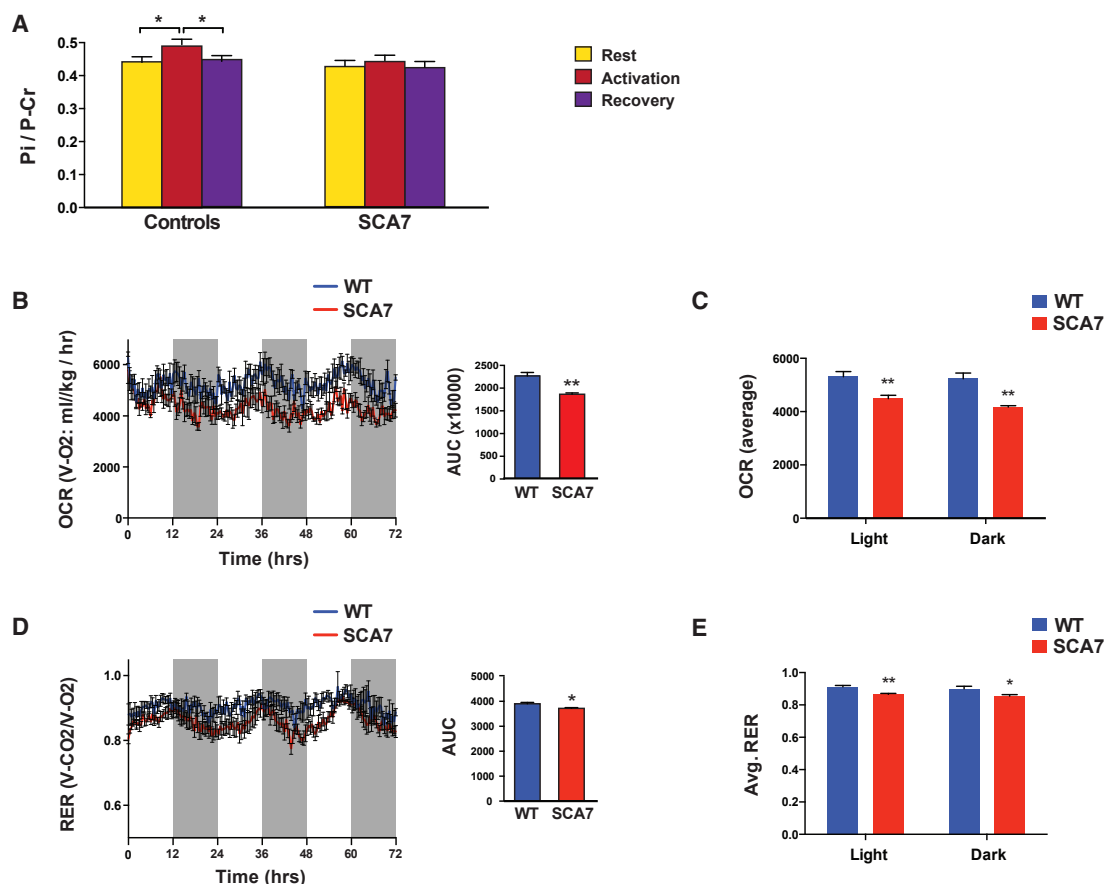 A
* *
Pi / P-Cr
0.5
0.4
0.3
0.2
0.1
0.0
Controls SCA7
Rest
Activation
Recovery
B
WT
SCA7
OCR (V-O2: ml//kg / hr)
6000
4000
2000
0
0 12 24 36 48 60 72
Time (hrs)
AUC (x10000)
2500
2000
1500
1000
500
0
**
WT SCA7
C
WT
SCA7
OCR (average)
6000
4000
2000
0
**
**
Light Dark
D
WT
SCA7
RER (V-CO2/V-O2)
1.0
0.8
0.6
0 12 24 36 48 60 72
Time (hrs)
AUC
5000
4000
3000
2000
1000
0
*
WT SCA7
E
WT
SCA7
Avg. RER
1.0
0.8
0.6
0.4
0.2
0.0
**
*
Light Dark